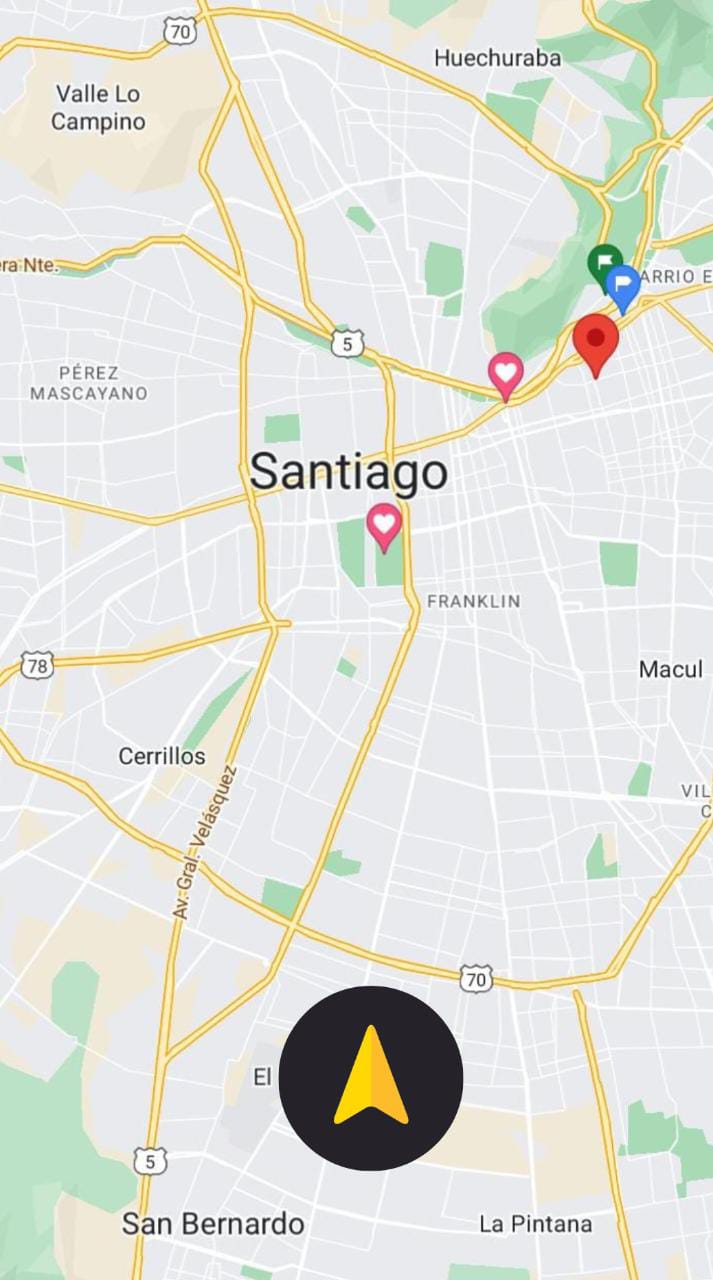 70
Huechuraba
Valle Lo
Campino
era Nte.
ARRIO E
5
PÉREZ
MASCAYANO
Santiago
FRANKLIN
78
Macul
Cerrillos
VIL
C
Av. Gral. Velásquez
70
El
5
San Bernardo
La Pintana